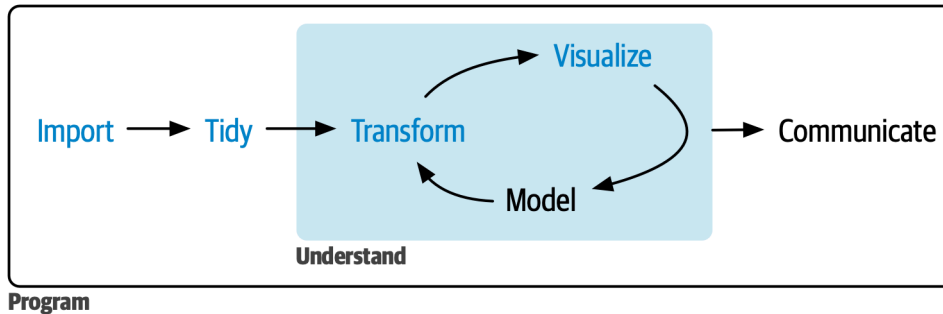 Visualize
Import Tidy Transform Communicate
Model
Understand
Program